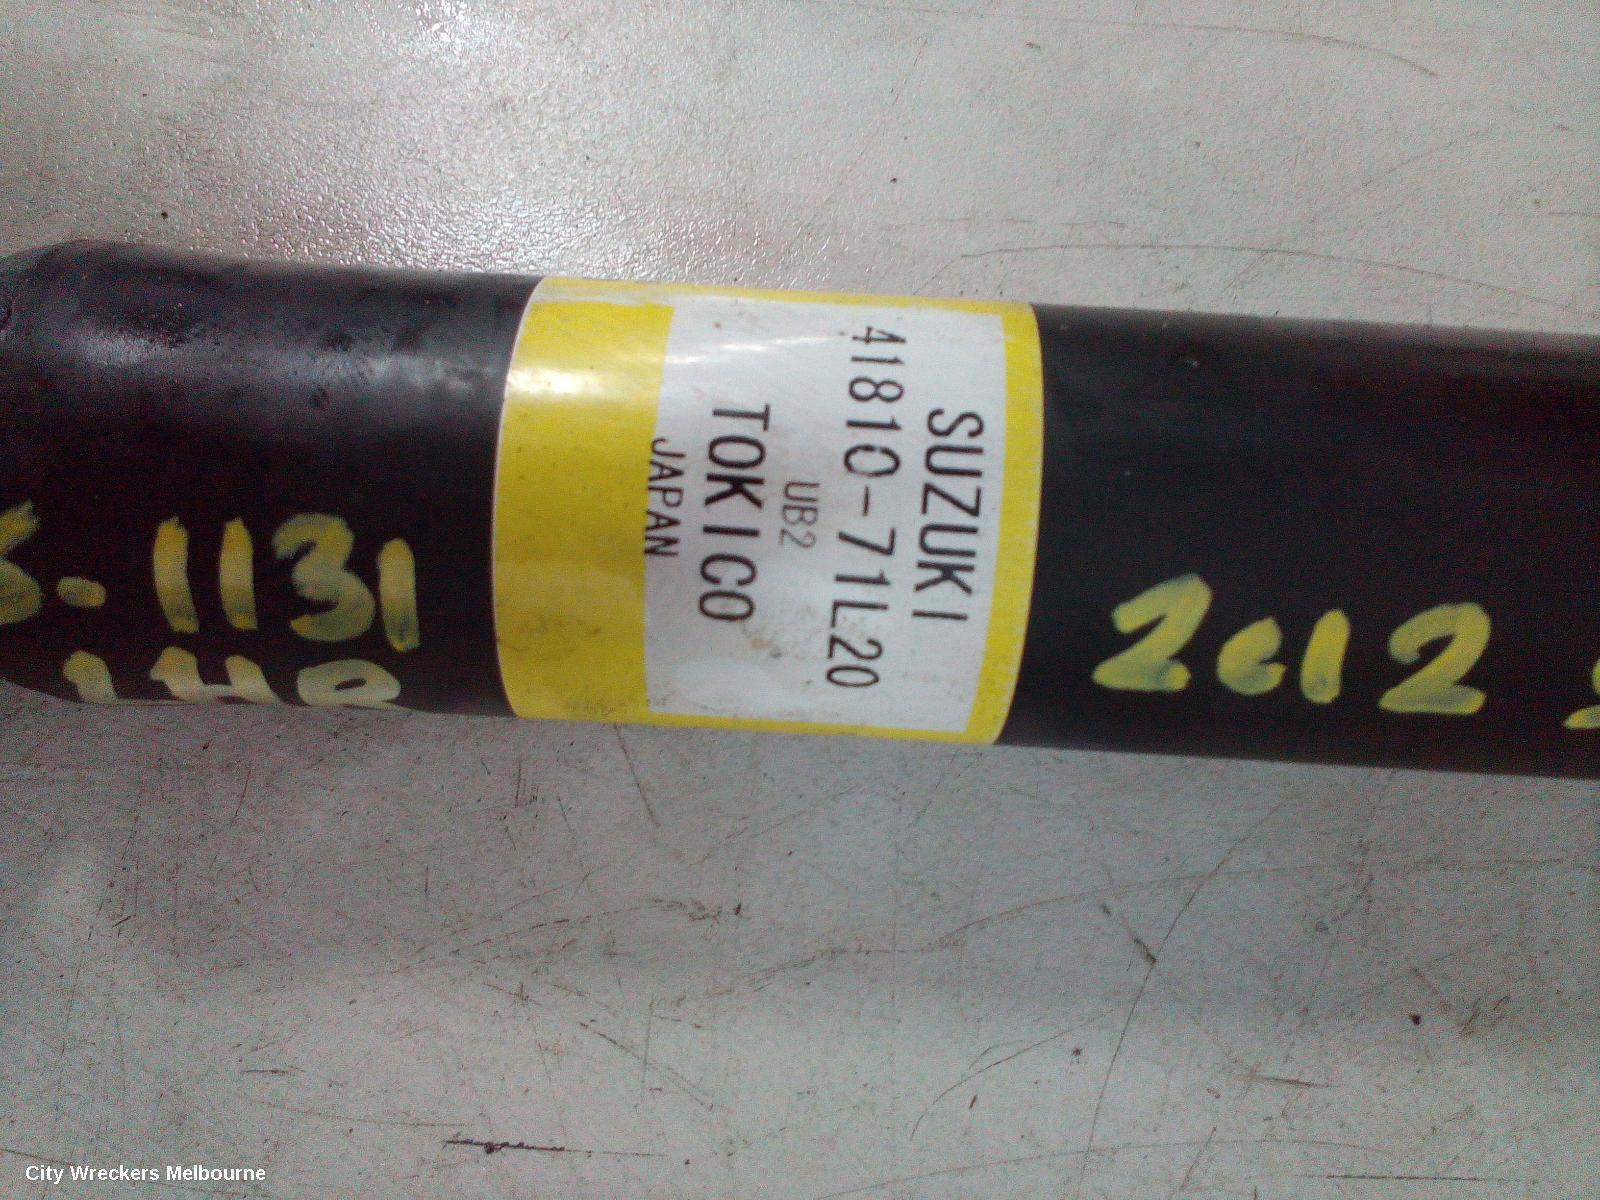 SUZUKI
41810-71L20
UB2
TOKICO
JAPAN
.1131
2012
City Wreckers Melbourne